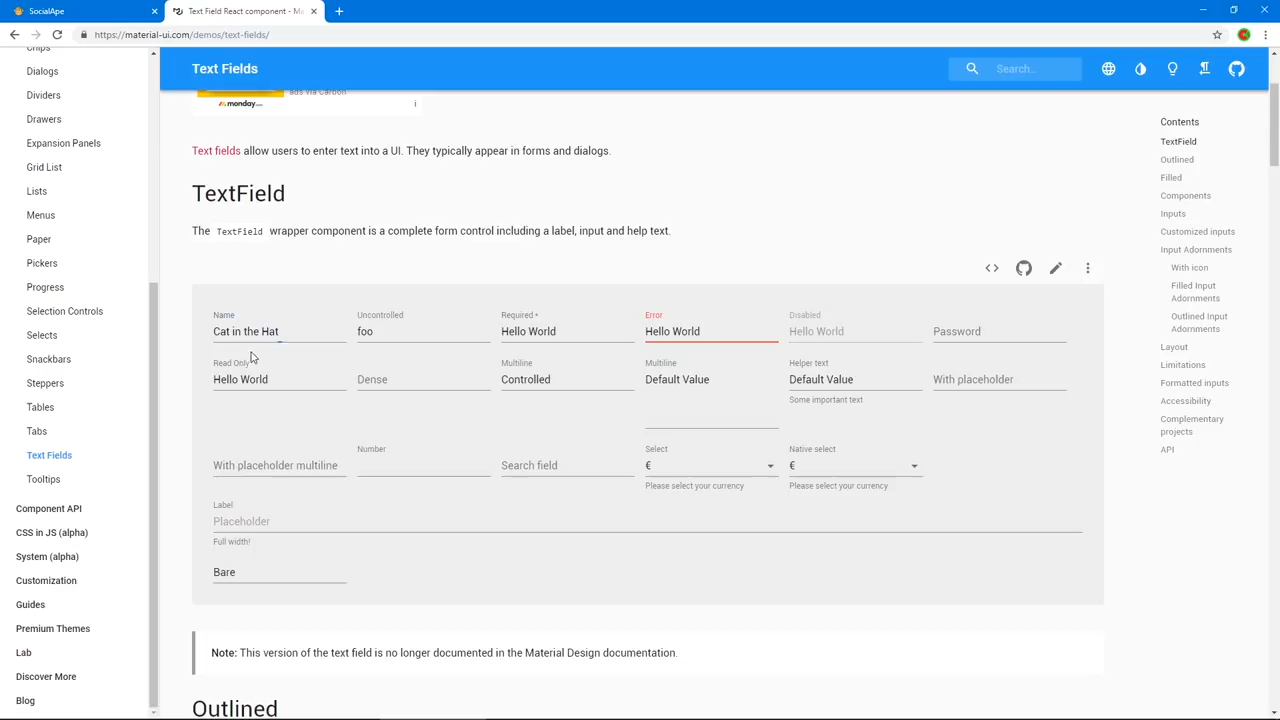 SocialApe
Text Field React component - Ma
https://material-ui.com/demos/text-fields/
Chips
Dialogs
Dividers
Drawers
Expansion Panels
Grid List
Lists
Menus
Paper
Pickers
Progress
Selection Controls
Selects
Snackbars
Steppers
Tables
Tabs
Text Fields
Tooltips
Component API
CSS in JS (alpha)
System (alpha)
Customization
Guides
Premium Themes
Lab
Discover More
Blog
Text Fields
Search...
ads via Carbon
monday.com
Text fields allow users to enter text into a UI. They typically appear in forms and dialogs.
TextField
The TextField wrapper component is a complete form control including a label, input and help text.
Name Uncontrolled Required * Error Disabled
Cat in the Hat foo Hello World Hello World Hello World Password
Read Only Multiline Multiline Helper text
Hello World Dense Controlled Default Value Default Value With placeholder
Some important text
Number Select Native select
With placeholder multiline Search field € €
Please select your currency Please select your currency
Label
Placeholder
Full width!
Bare
Note: This version of the text field is no longer documented in the Material Design documentation.
Outlined
Contents
TextField
Outlined
Filled
Components
Inputs
Customized inputs
Input Adornments
With icon
Filled Input
Adornments
Outlined Input
Adornments
Layout
Limitations
Formatted inputs
Accessibility
Complementary
projects
API